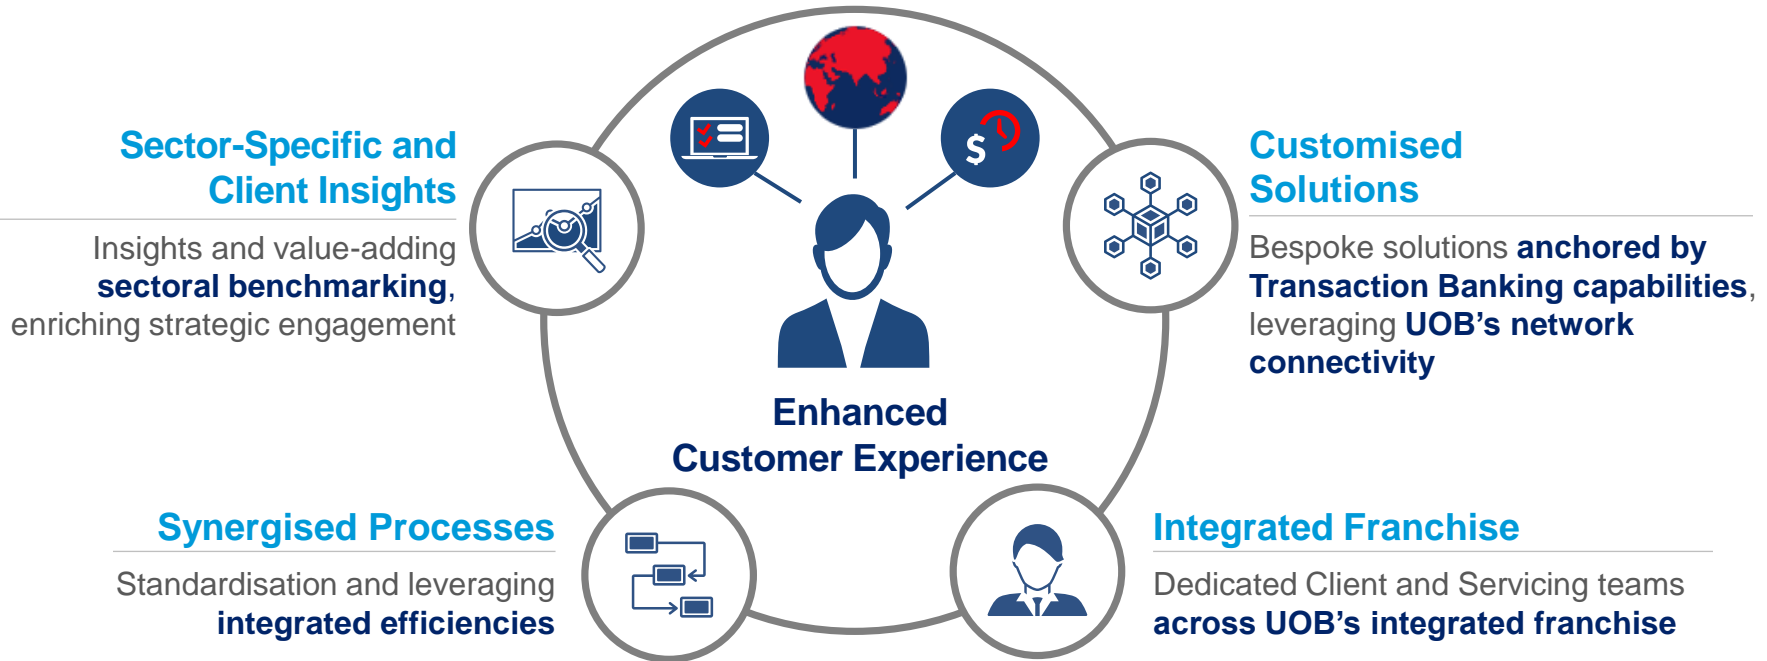 Sector-Specific and
Client Insights
Insights and value-adding
sectoral benchmarking,
enriching strategic engagement
Customised
Solutions
Bespoke solutions anchored by
Transaction Banking capabilities,
leveraging UOB’s network
connectivity
$
Enhanced
Customer Experience
Synergised Processes
Standardisation and leveraging
integrated efficiencies
Integrated Franchise
Dedicated Client and Servicing teams
across UOB’s integrated franchise